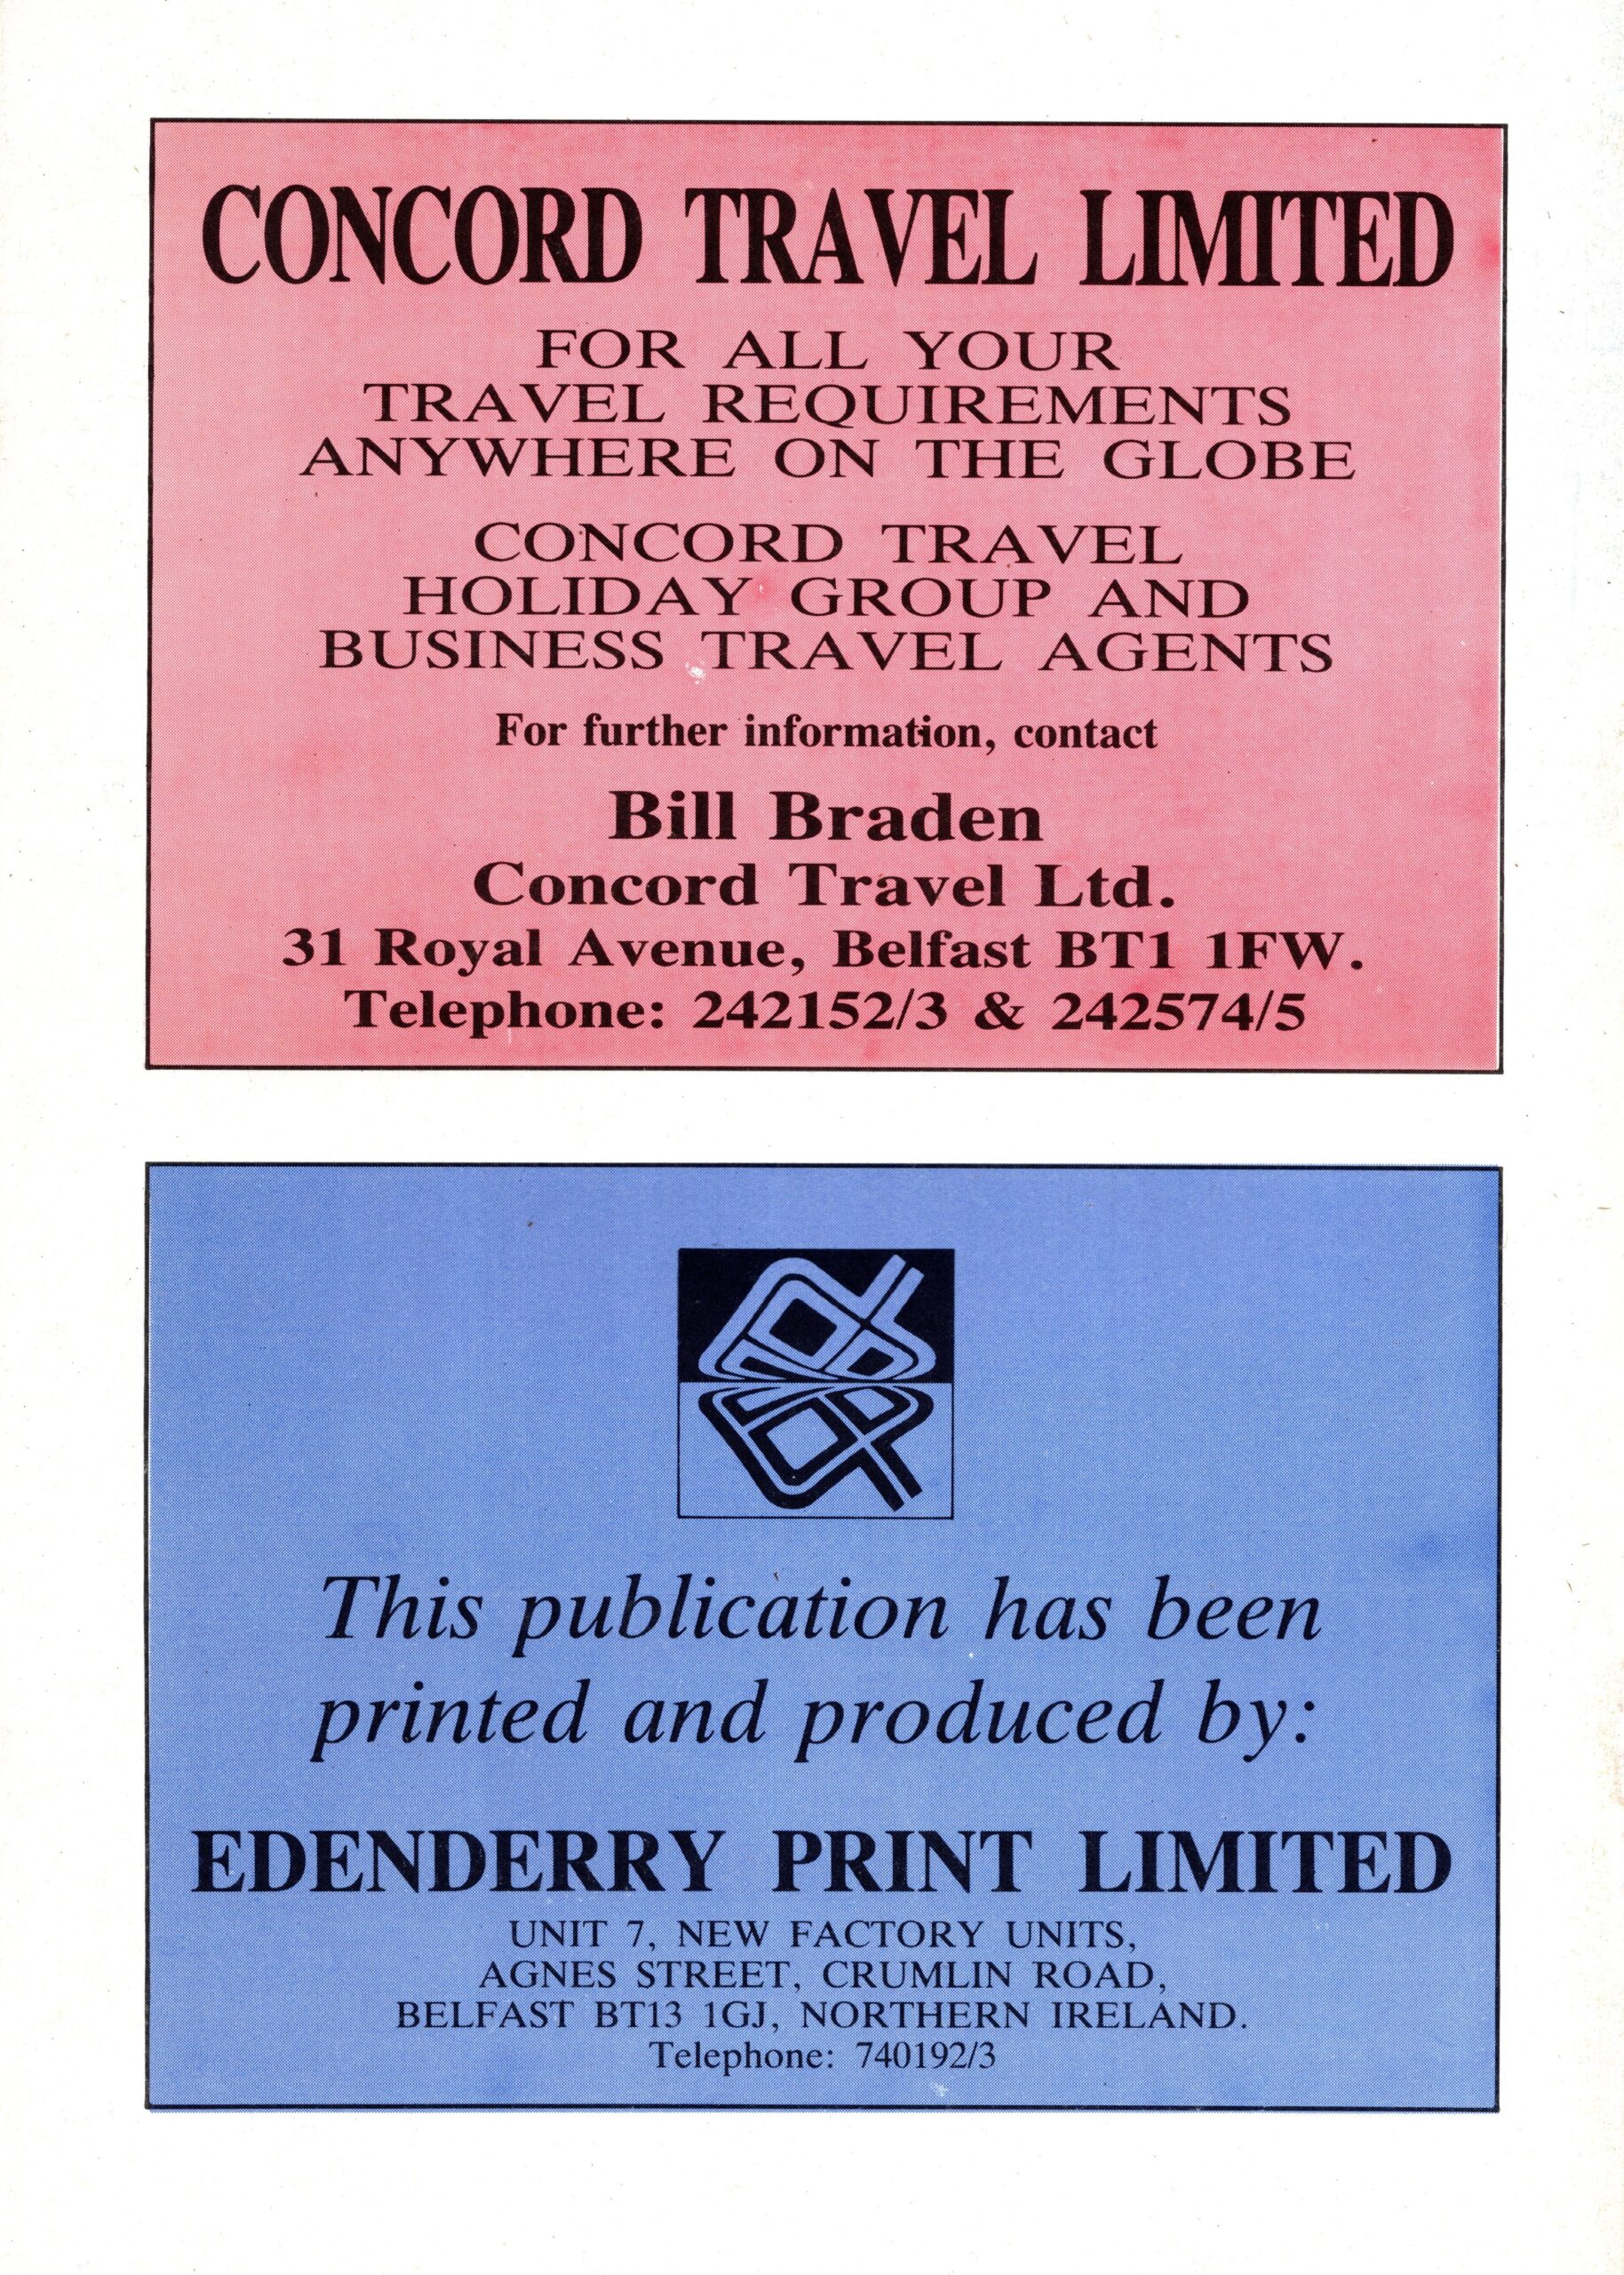 CONCORD TRAVEL LIMITED
FOR ALL YOUR
TRAVEL REQUIREMENTS
ANYWHERE ON THE GLOBE
CONCORD TRAVEL
HOLIDAY GROUP AND
BUSINESS TRAVEL AGENTS
For further information, contact
Bill Braden
Concord Travel Ltd.
31 Royal Avenue, Belfast BT1 1FW.
Telephone: 242152/3 & 242574/5
This publication has been
printed and produced by:
EDENDERRY PRINT LIMITED
UNIT 7, NEW FACTORY UNITS,
AGNES STREET, CRUMLIN ROAD,
BELFAST BT13 1GJ, NORTHERN IRELAND.
Telephone: 740192/3